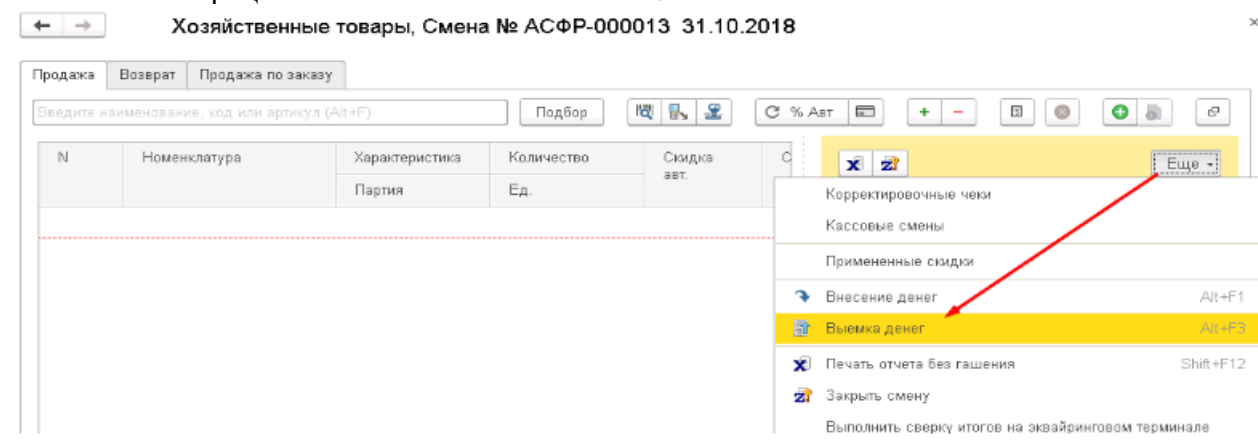 Хозяйственные товары, Смена № АСФР-000013 31.10.2018
Продажа Возврат Продажа по заказу
Введите наименование, код или артикул (Alt+F) Подбор % Авт
N Номенклатура Характеристика Количество Скидка авт. С Еще
Партия Ед.
Корректировочные чеки
Кассовые смены
Примененные скидки
Внесение денег Alt+F1
Выемка денег Alt+F3
Печать отчета без гашения Shift+F12
Закрыть смену
Выполнить сверку итогов на эквайринговом терминале